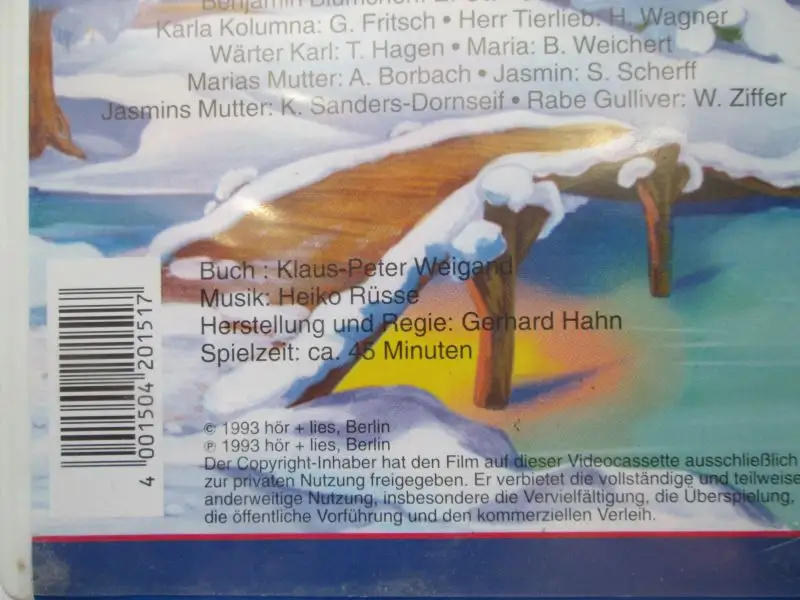 Benjamin Blümchen: E.
Karla Kolumna: G. Fritsch • Herr Tierlieb: H. Wagner
Wärter Karl: T. Hagen • Maria: B. Weichert
Marias Mutter: A. Borbach • Jasmin: S. Scherff
Jasmins Mutter: K. Sanders-Dornseif • Rabe Gulliver: W. Ziffer
Buch : Klaus-Peter Weigand
Musik: Heiko Rüsse
Herstellung und Regie: Gerhard Hahn
Spielzeit: ca. 45 Minuten
4 001504 201517
© 1993 hör + lies, Berlin
℗ 1993 hör + lies, Berlin
Der Copyright-Inhaber hat den Film auf dieser Videocassette ausschließlich
zur privaten Nutzung freigegeben. Er verbietet die vollständige und teilweise
anderweitige Nutzung, insbesondere die Vervielfältigung, die Überspielung,
die öffentliche Vorführung und den kommerziellen Verleih.